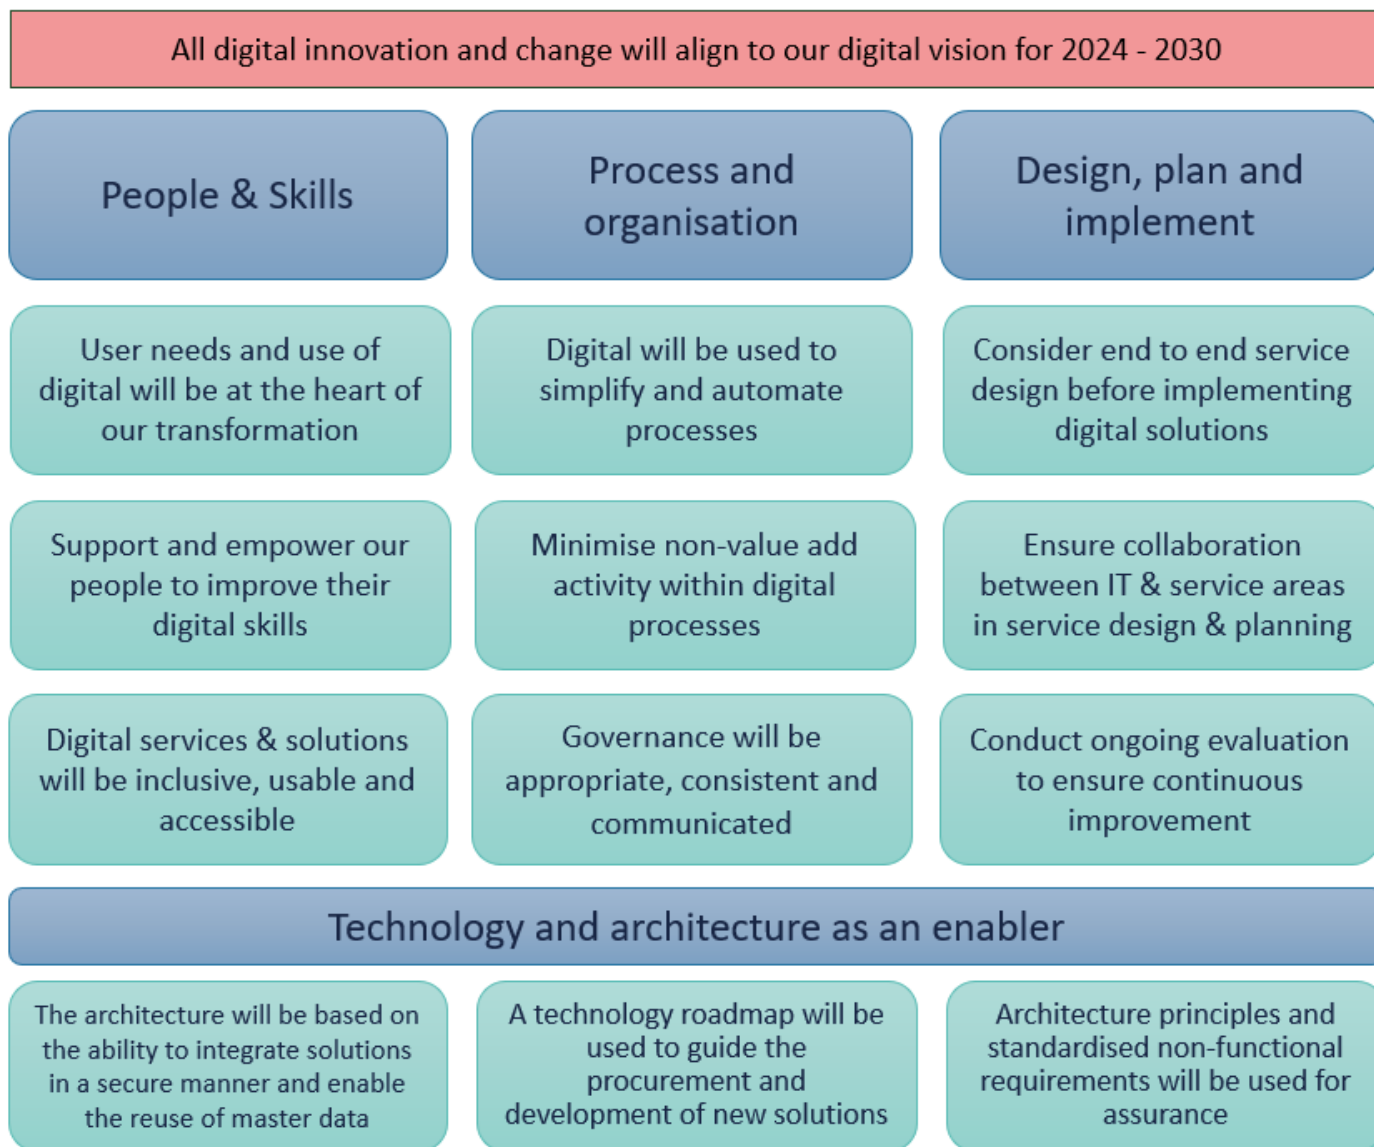 All digital innovation and change will align to our digital vision for 2024 - 2030
People & Skills
Process and
organisation
Design, plan and
implement
User needs and use of
digital will be at the heart of
our transformation
Digital will be used to
simplify and automate
processes
Consider end to end service
design before implementing
digital solutions
Support and empower our
people to improve their
digital skills
Minimise non-value add
activity within digital
processes
Ensure collaboration
between IT & service areas
in service design & planning
Digital services & solutions
will be inclusive, usable and
accessible
Governance will be
appropriate, consistent and
communicated
Conduct ongoing evaluation
to ensure continuous
improvement
Technology and architecture as an enabler
The architecture will be based on
the ability to integrate solutions
in a secure manner and enable
the reuse of master data
A technology roadmap will be
used to guide the
procurement and
development of new solutions
Architecture principles and
standardised non-functional
requirements will be used for
assurance